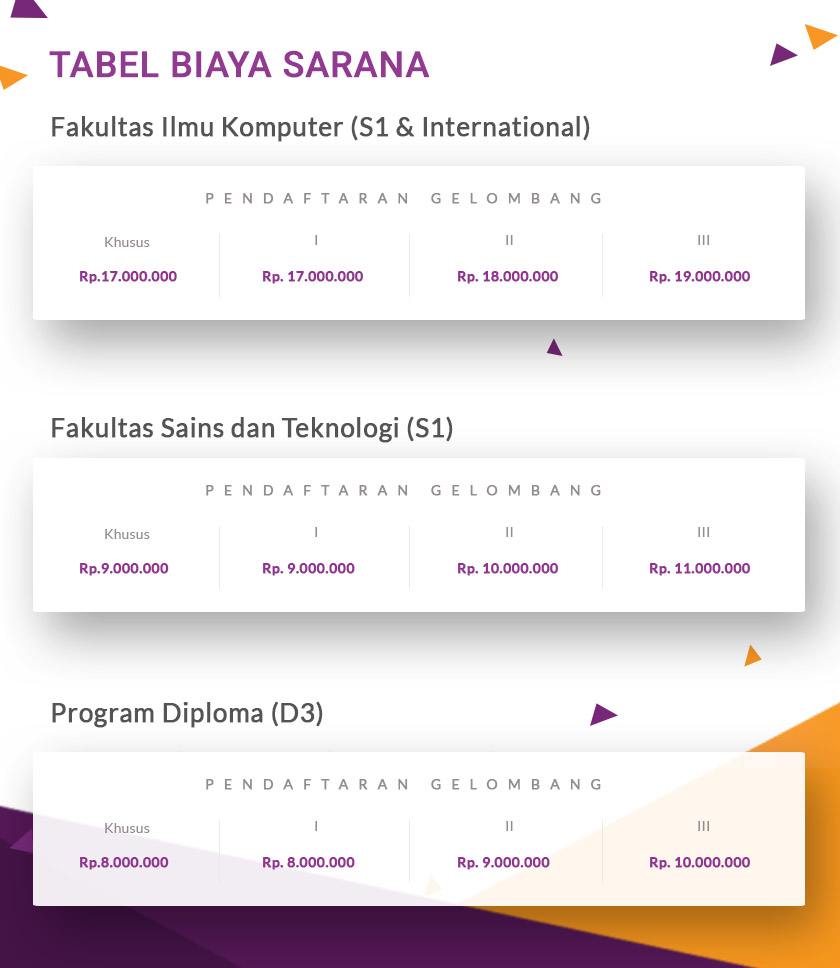 TABEL BIAYA SARANA
Fakultas Ilmu Komputer (S1 & International)
PENDAFTARAN GELOMBANG
Khusus I II III
Rp.17.000.000 Rp. 17.000.000 Rp. 18.000.000 Rp. 19.000.000
Fakultas Sains dan Teknologi (S1)
PENDAFTARAN GELOMBANG
Khusus I II III
Rp.9.000.000 Rp. 9.000.000 Rp. 10.000.000 Rp. 11.000.000
Program Diploma (D3)
PENDAFTARAN GELOMBANG
Khusus I II III
Rp.8.000.000 Rp. 8.000.000 Rp. 9.000.000 Rp. 10.000.000